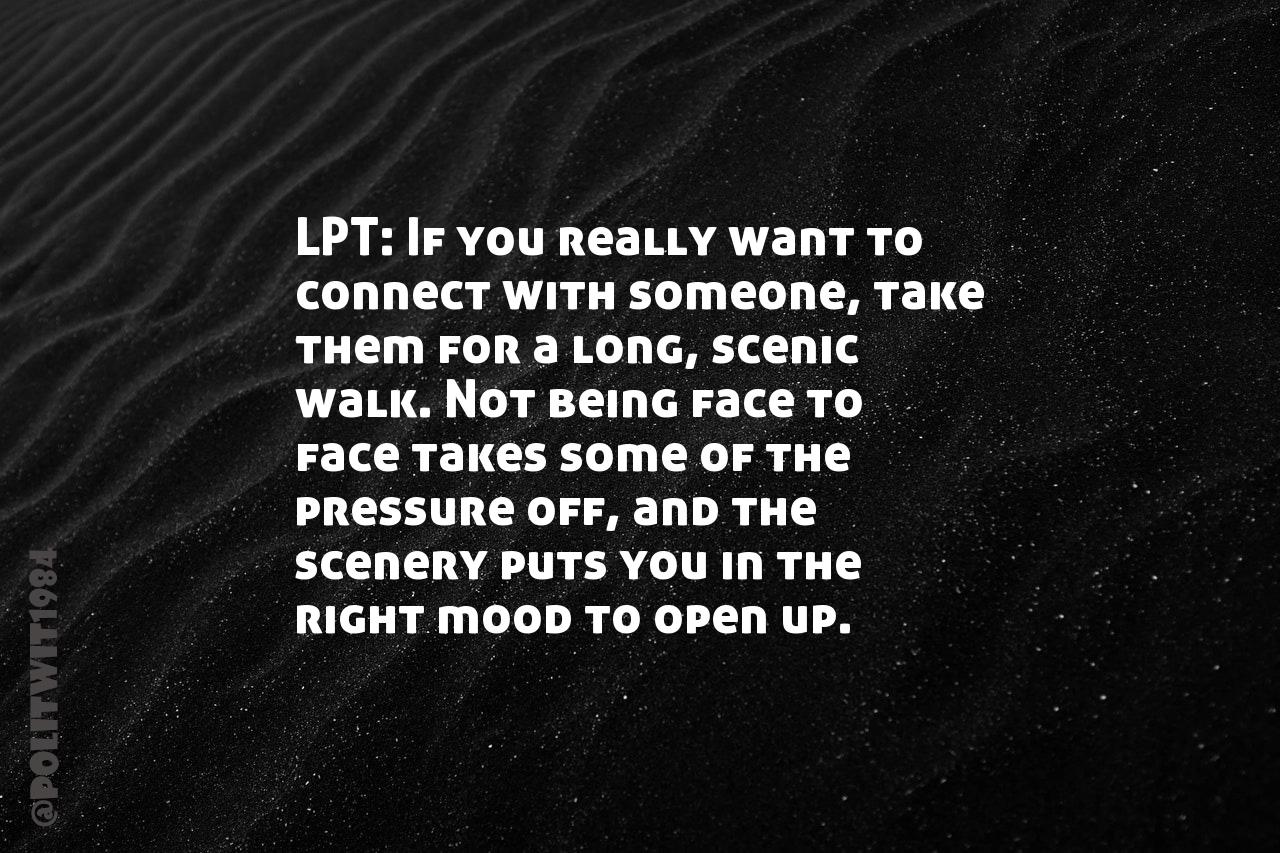 LPT: If you really want to
connect with someone, take
them for a long, scenic
walk. Not being face to
face takes some of the
pressure off, and the
scenery puts you in the
right mood to open up.
@POLITWIT1984